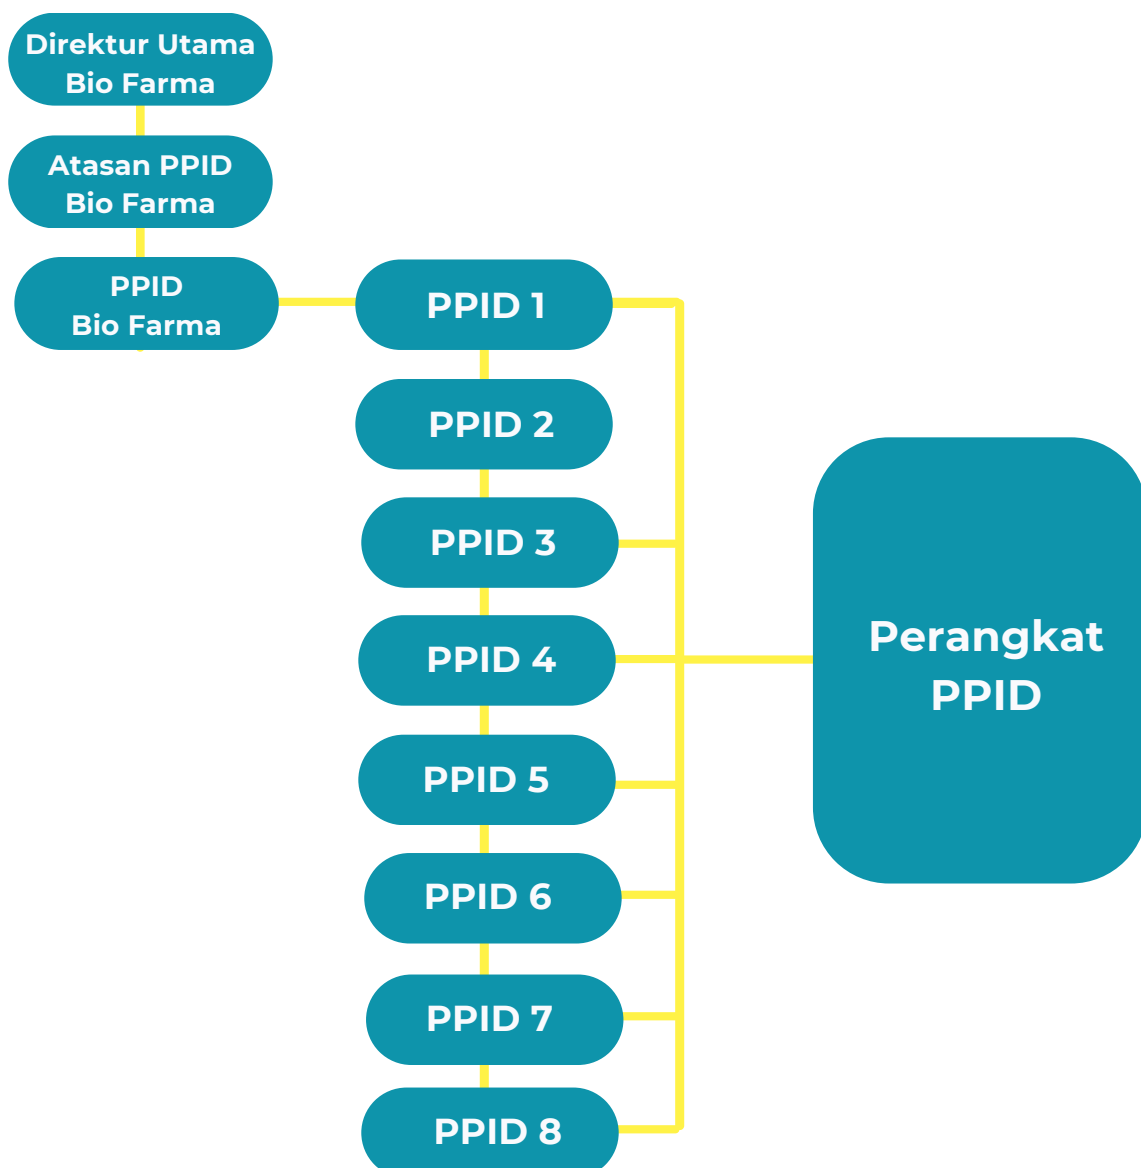 Direktur Utama
Bio Farma
Atasan PPID
Bio Farma
PPID
Bio Farma
PPID 1
PPID 2
PPID 3
PPID 4
PPID 5
PPID 6
PPID 7
PPID 8
Perangkat
PPID